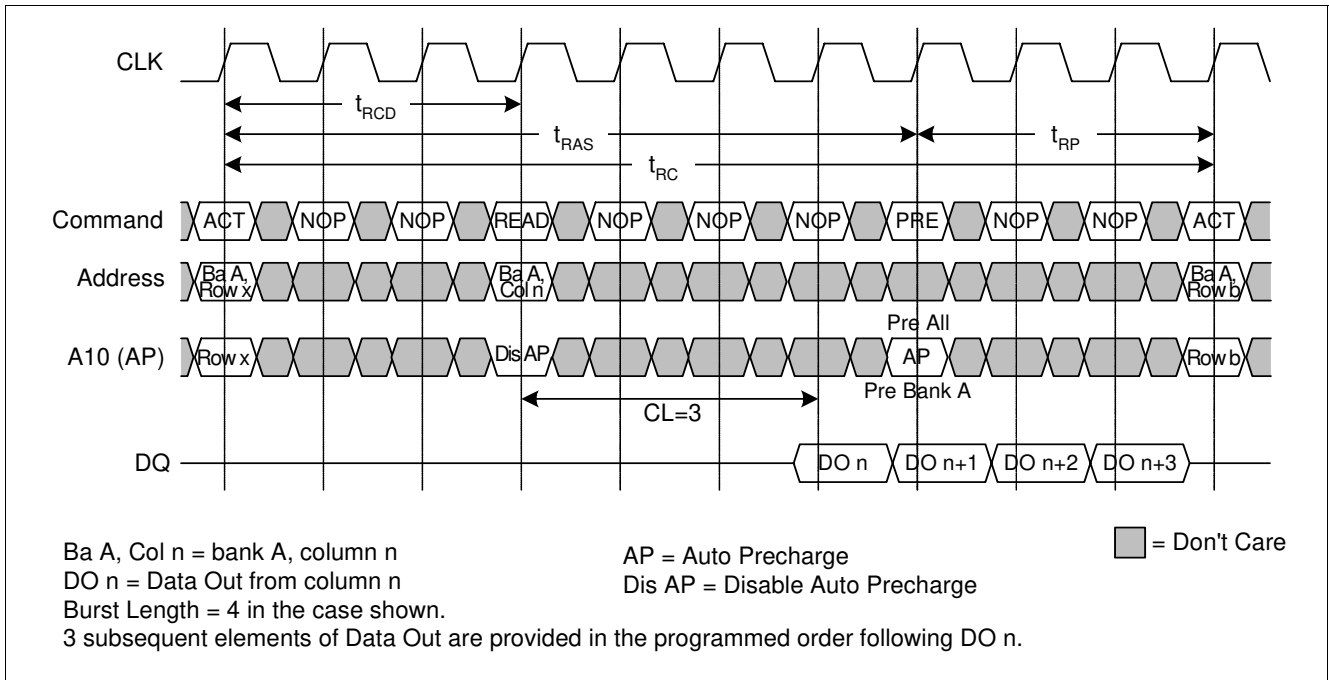 CLK
tRCD
tRAS
tRP
tRC
Command
ACT
NOP
NOP
READ
NOP
NOP
NOP
PRE
NOP
NOP
ACT
Address
Ba A,
Row x
Ba A,
Col n
Ba A,
Row b
Pre All
A10 (AP)
Row x
Dis AP
AP
Row b
Pre Bank A
CL=3
DQ
DO n
DO n+1
DO n+2
DO n+3
Ba A, Col n = bank A, column n
DO n = Data Out from column n
Burst Length = 4 in the case shown.
3 subsequent elements of Data Out are provided in the programmed order following DO n.
AP = Auto Precharge
Dis AP = Disable Auto Precharge
= Don't Care